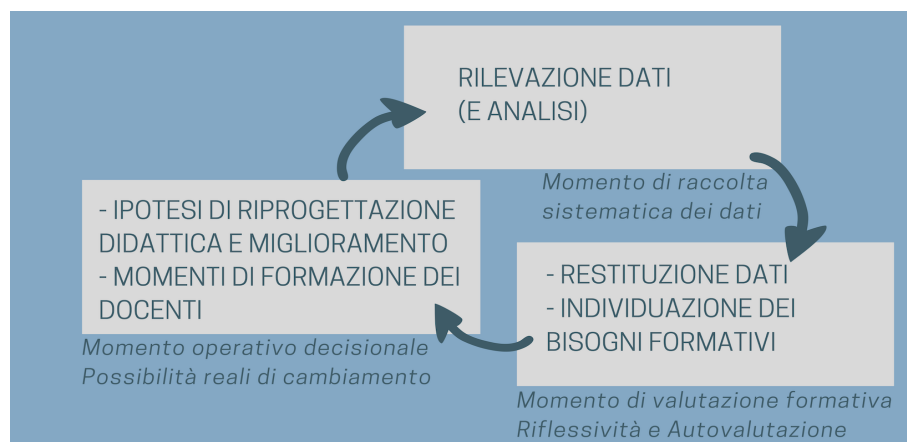 RILEVAZIONE DATI
(E ANALISI)
Momento di raccolta
sistematica dei dati
- RESTITUZIONE DATI
- INDIVIDUAZIONE DEI
BISOGNI FORMATIVI
Momento di valutazione formativa
Riflessività e Autovalutazione
- IPOTESI DI RIPROGETTAZIONE
DIDATTICA E MIGLIORAMENTO
- MOMENTI DI FORMAZIONE DEI
DOCENTI
Momento operativo decisionale
Possibilità reali di cambiamento